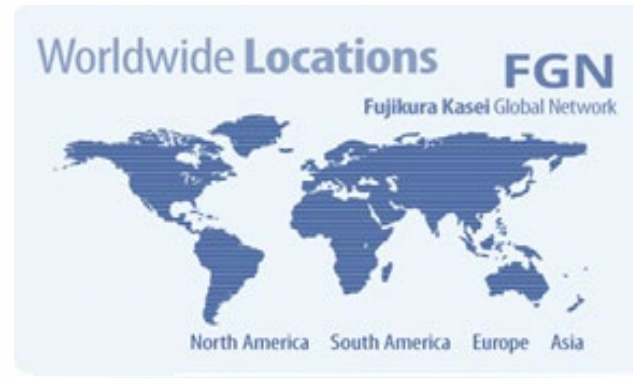 Worldwide Locations
FGN
Fujikura Kasei Global Network
North America South America Europe Asia